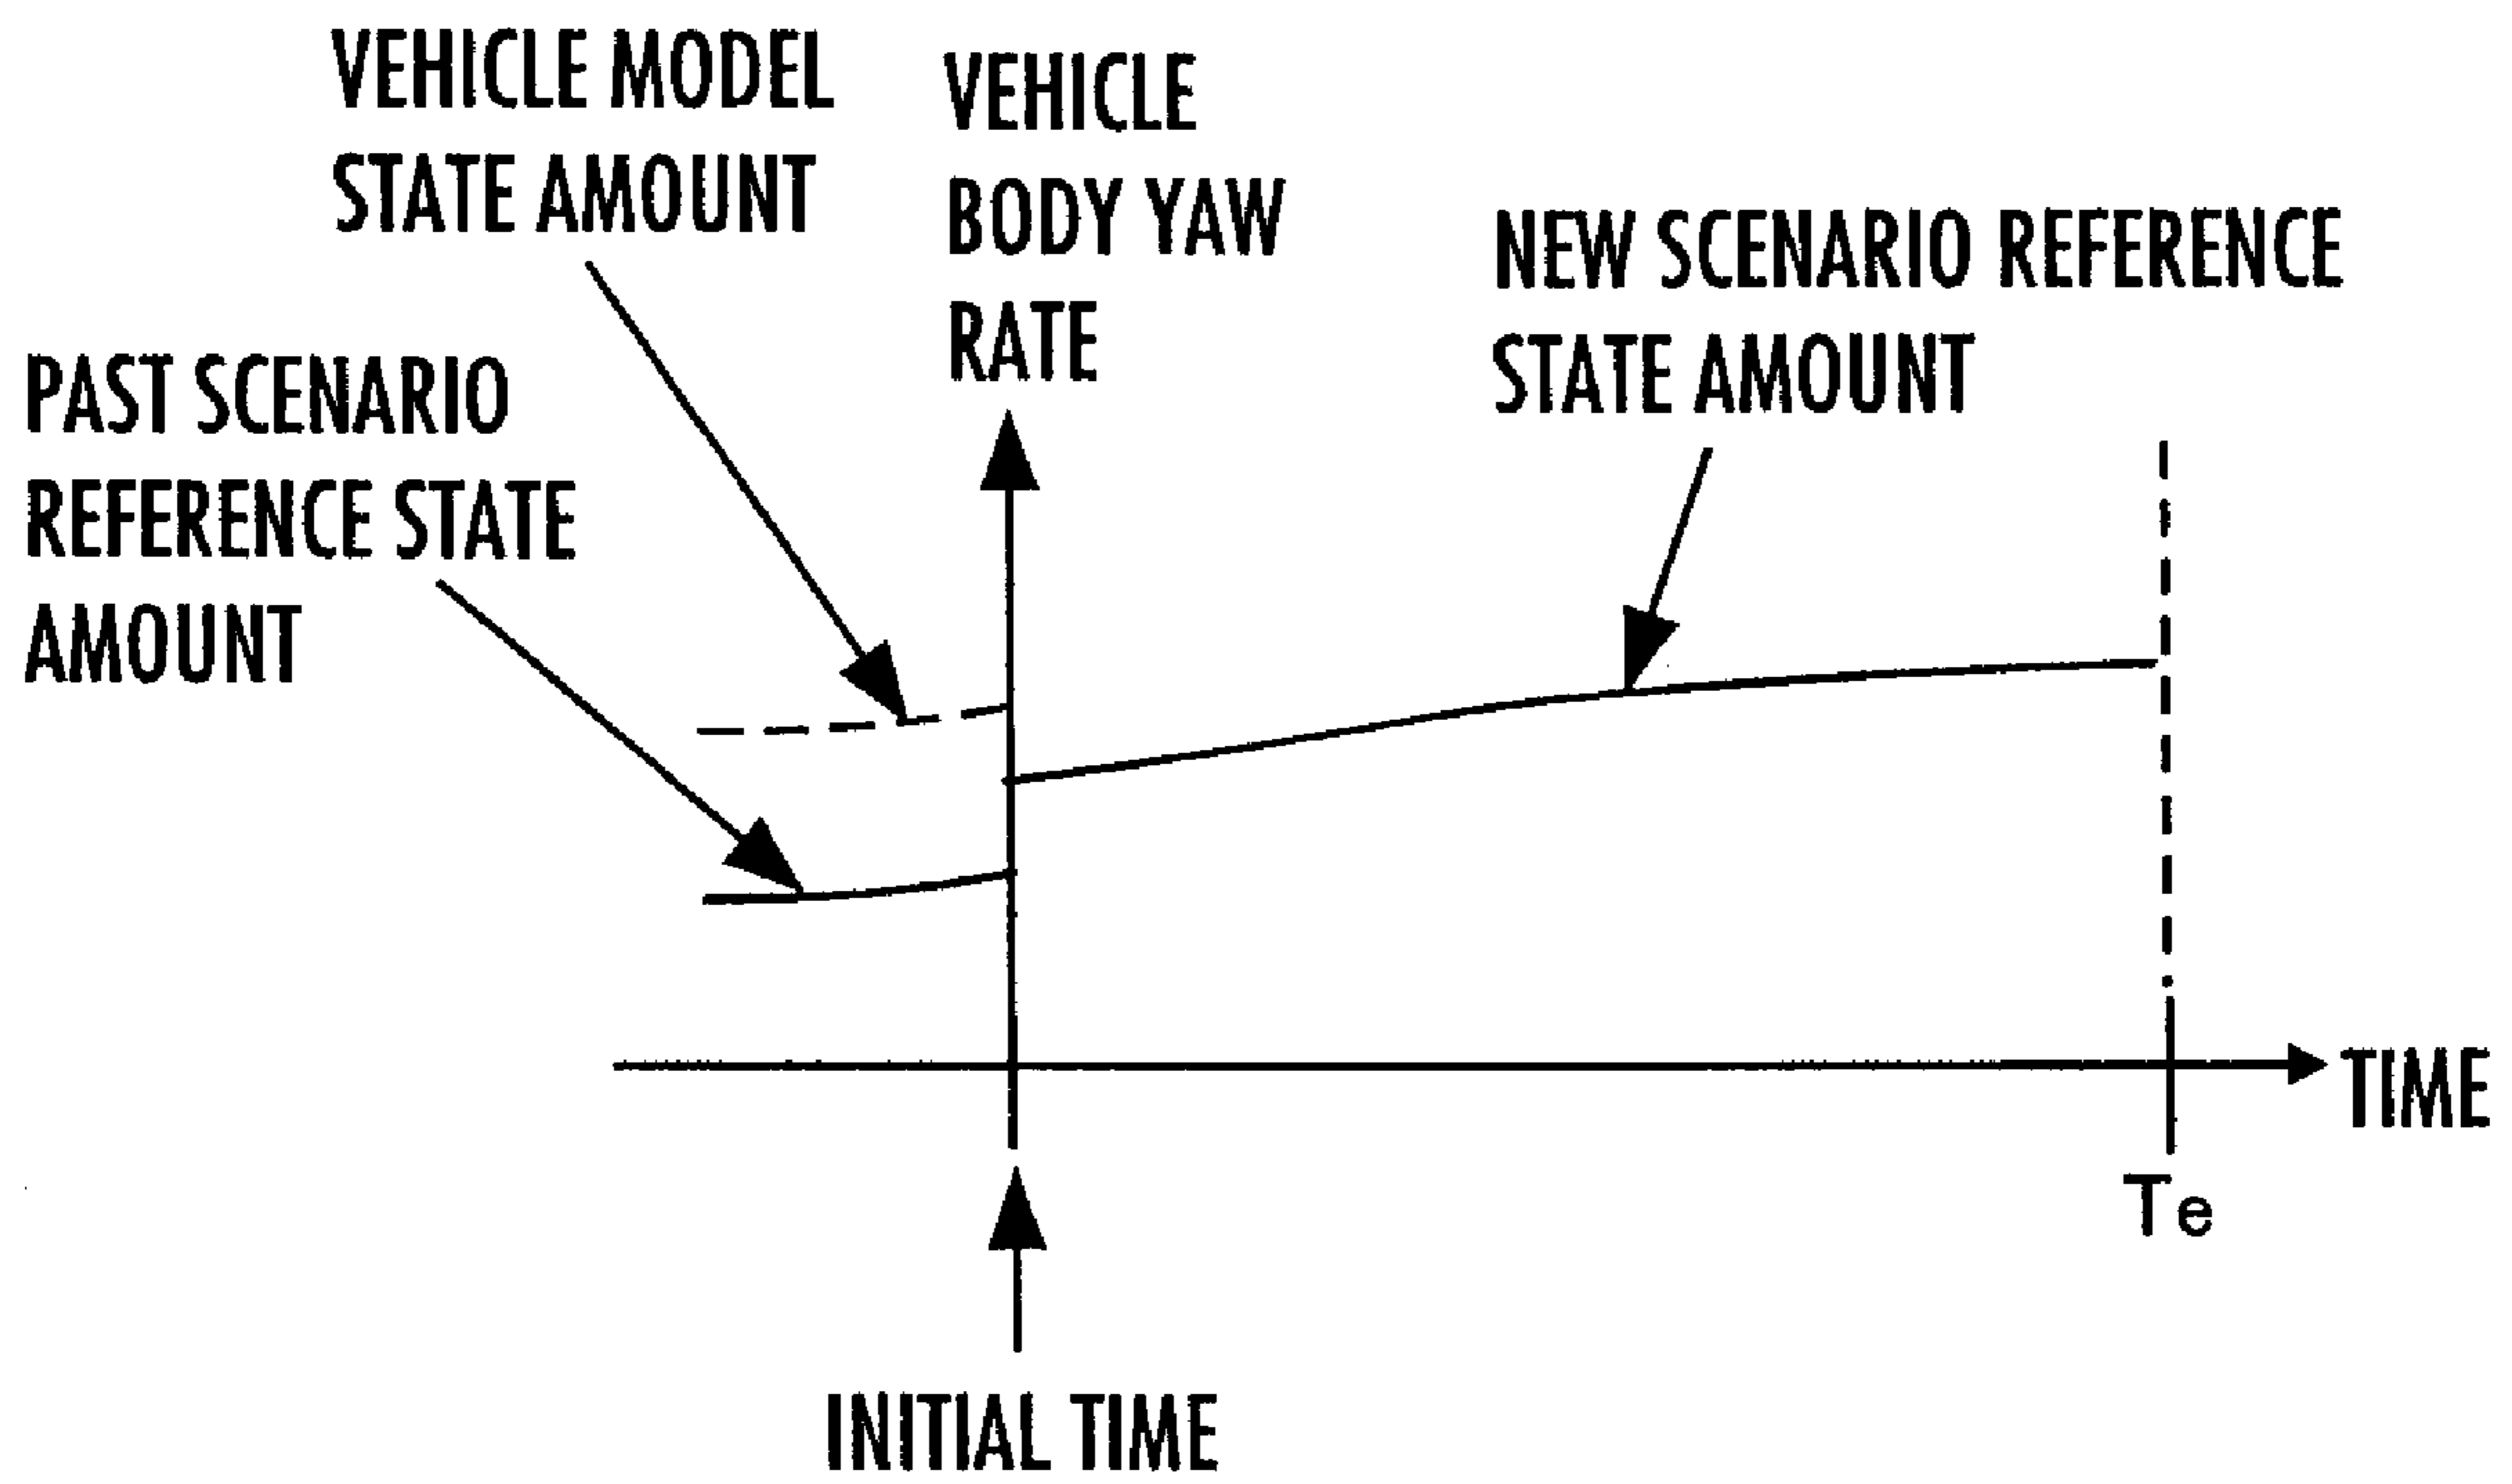 VEHICLE MODEL
STATE AMOUNT
VEHICLE
BODY YAW
RATE
NEW SCENARIO REFERENCE
STATE AMOUNT
PAST SCENARIO
REFERENCE STATE
AMOUNT
TIME
Te
INITIAL TIME